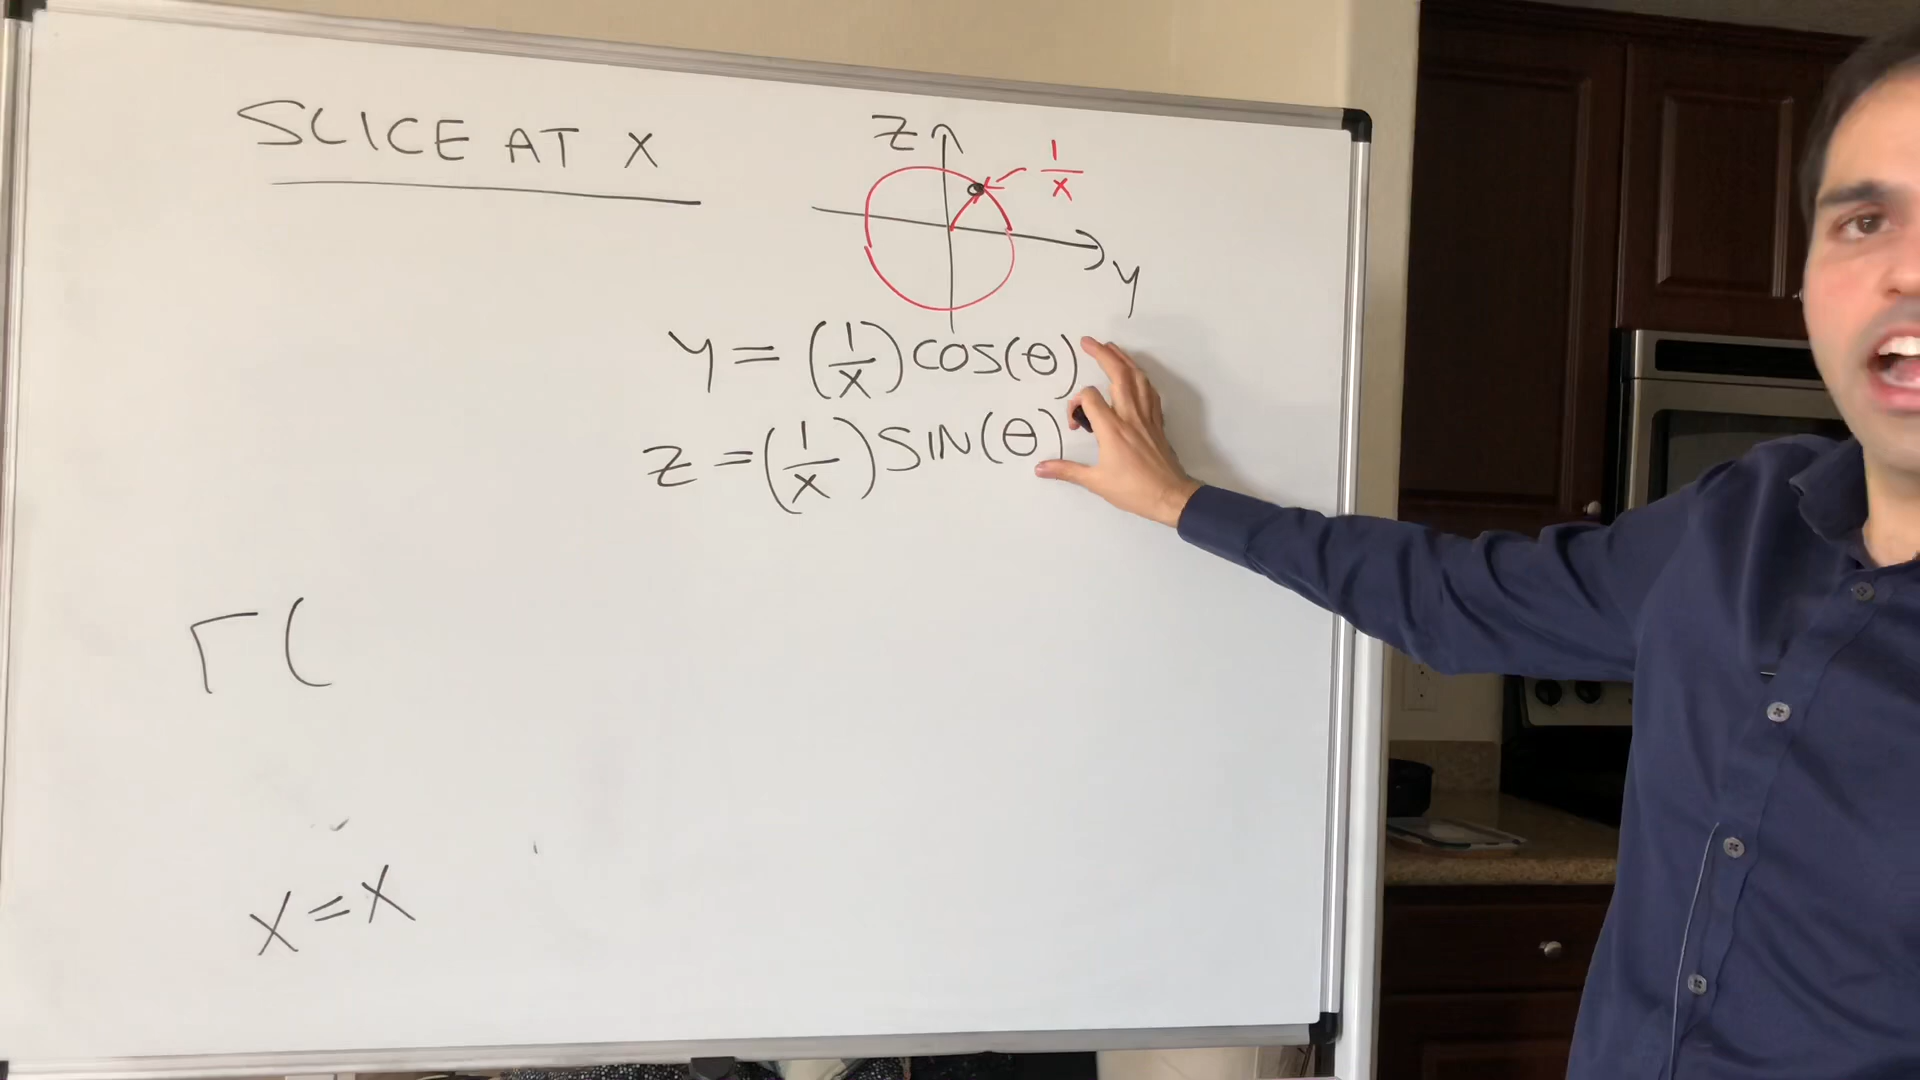 SLICE AT X
Z
1/x
y
y = (1/x) cos(θ)
z = (1/x) SIN(θ)
r(
x = x